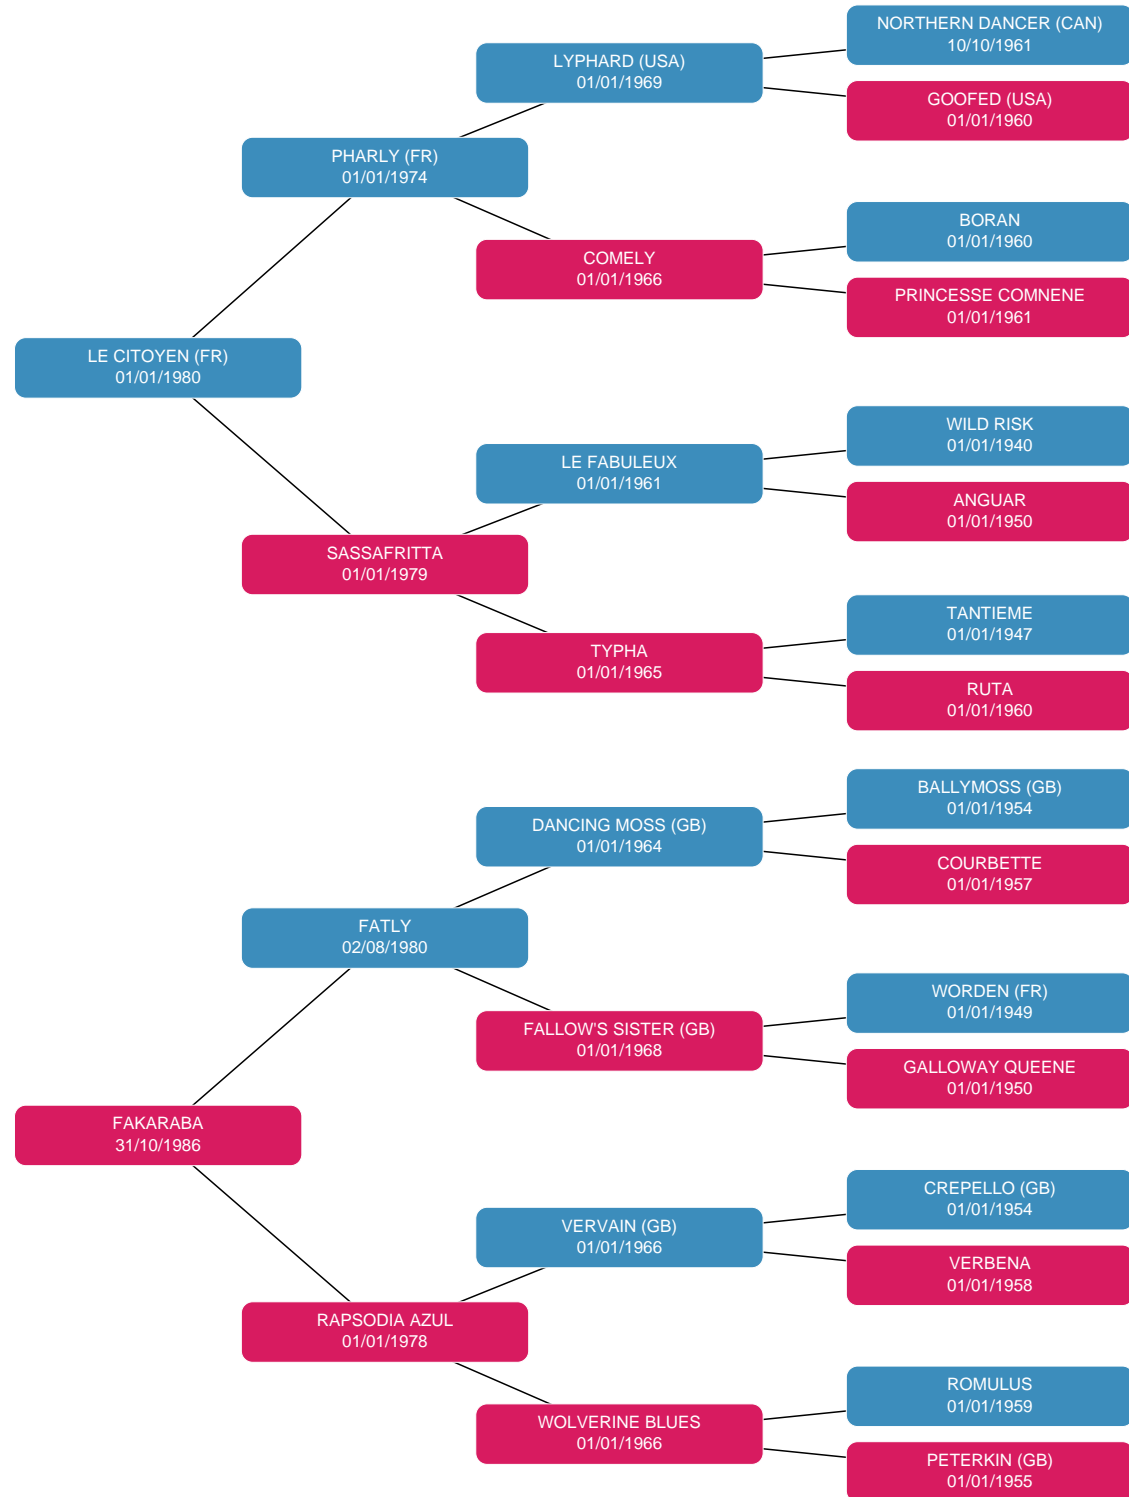 NORTHERN DANCER (CAN)
10/10/1961
LYPHARD (USA)
01/01/1969
GOOFED (USA)
01/01/1960
PHARLY (FR)
01/01/1974
BORAN
01/01/1960
COMELY
01/01/1966
PRINCESSE COMNENE
01/01/1961
LE CITOYEN (FR)
01/01/1980
WILD RISK
01/01/1940
LE FABULEUX
01/01/1961
ANGUAR
01/01/1950
SASSAFRITTA
01/01/1979
TANTIEME
01/01/1947
TYPHA
01/01/1965
RUTA
01/01/1960
BALLYMOSS (GB)
01/01/1954
DANCING MOSS (GB)
01/01/1964
COURBETTE
01/01/1957
FATLY
02/08/1980
WORDEN (FR)
01/01/1949
FALLOW'S SISTER (GB)
01/01/1968
GALLOWAY QUEENE
01/01/1950
FAKARABA
31/10/1986
CREPELLO (GB)
01/01/1954
VERVAIN (GB)
01/01/1966
VERBENA
01/01/1958
RAPSODIA AZUL
01/01/1978
ROMULUS
01/01/1959
WOLVERINE BLUES
01/01/1966
PETERKIN (GB)
01/01/1955